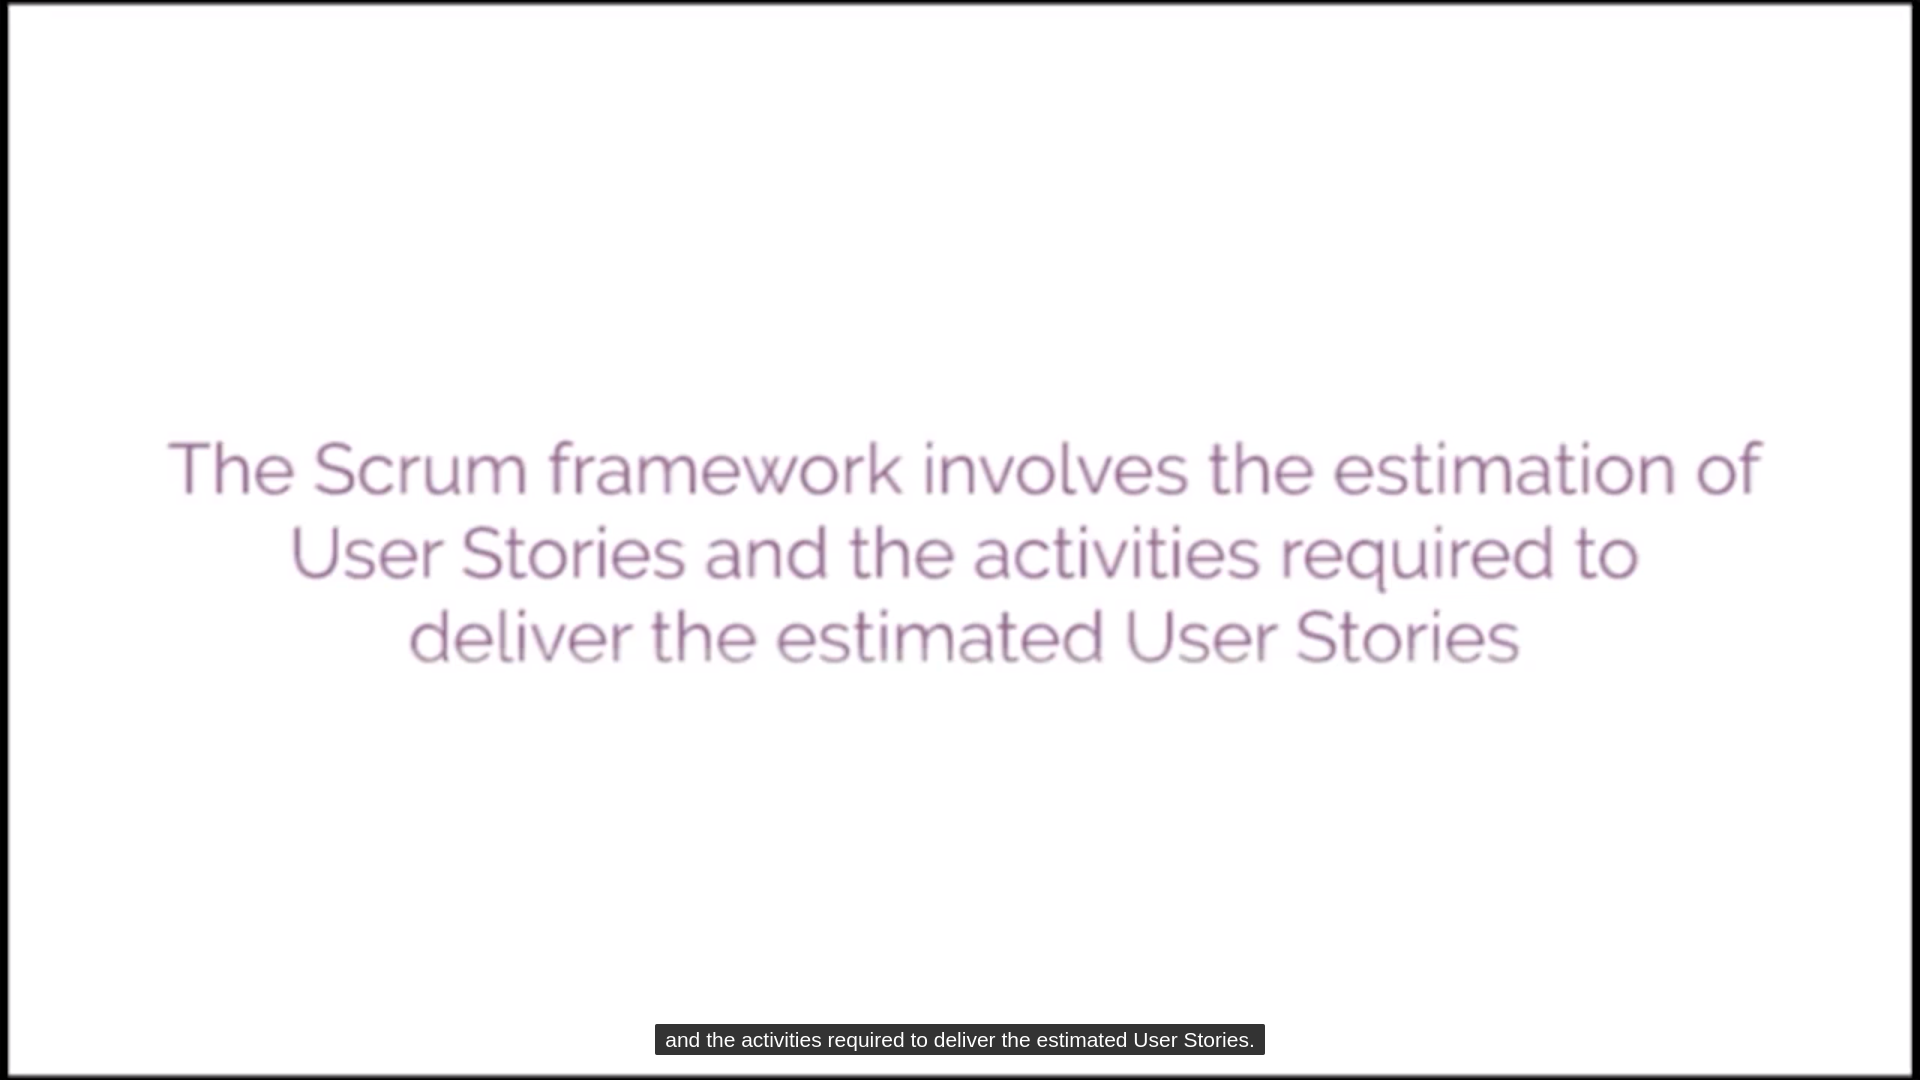 The Scrum framework involves the estimation of
User Stories and the activities required to
deliver the estimated User Stories
and the activities required to deliver the estimated User Stories.